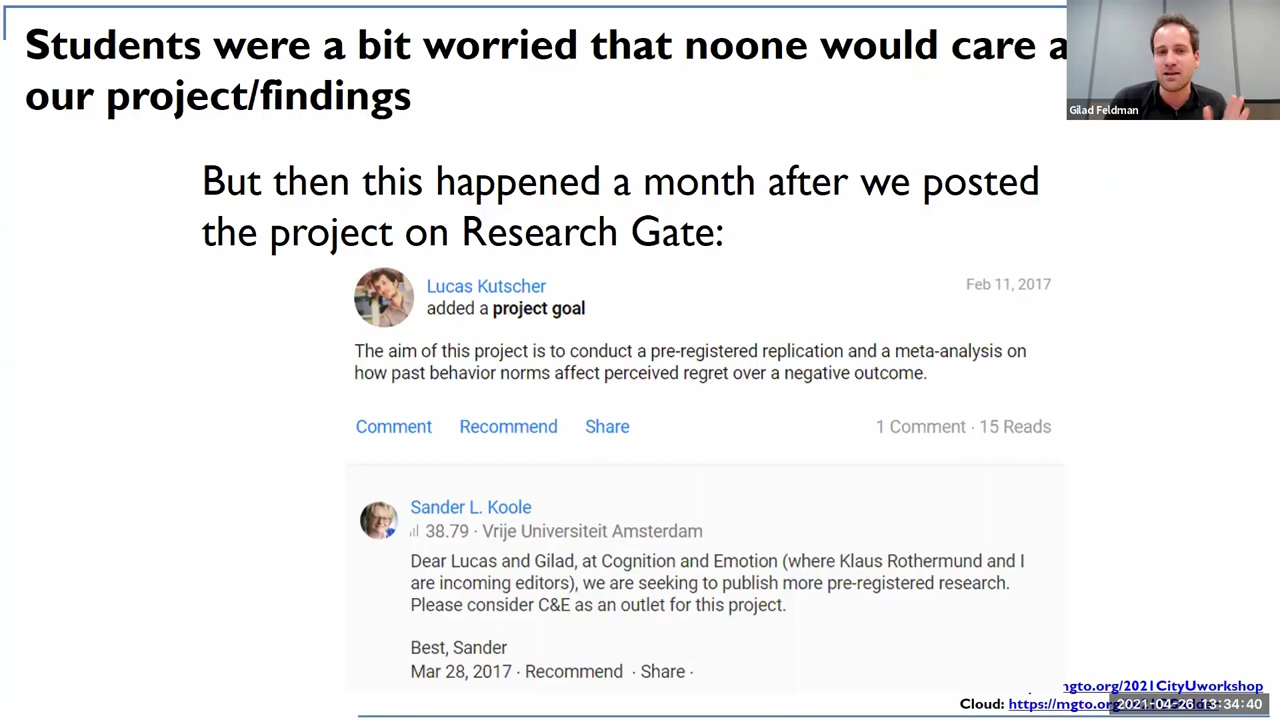 Students were a bit worried that noone would care a
our project/findings
Gilad Feldman
But then this happened a month after we posted
the project on Research Gate:
Lucas Kutscher
Feb 11, 2017
added a project goal
The aim of this project is to conduct a pre-registered replication and a meta-analysis on
how past behavior norms affect perceived regret over a negative outcome.
Comment Recommend Share
1 Comment · 15 Reads
Sander L. Koole
38.79 · Vrije Universiteit Amsterdam
Dear Lucas and Gilad, at Cognition and Emotion (where Klaus Rothermund and I
are incoming editors), we are seeking to publish more pre-registered research.
Please consider C&E as an outlet for this project.
Best, Sander
Mar 28, 2017 · Recommend · Share ·
mgto.org/2021CityUworkshop
Cloud: https://mgto.org
2021-04-26 13:34:40